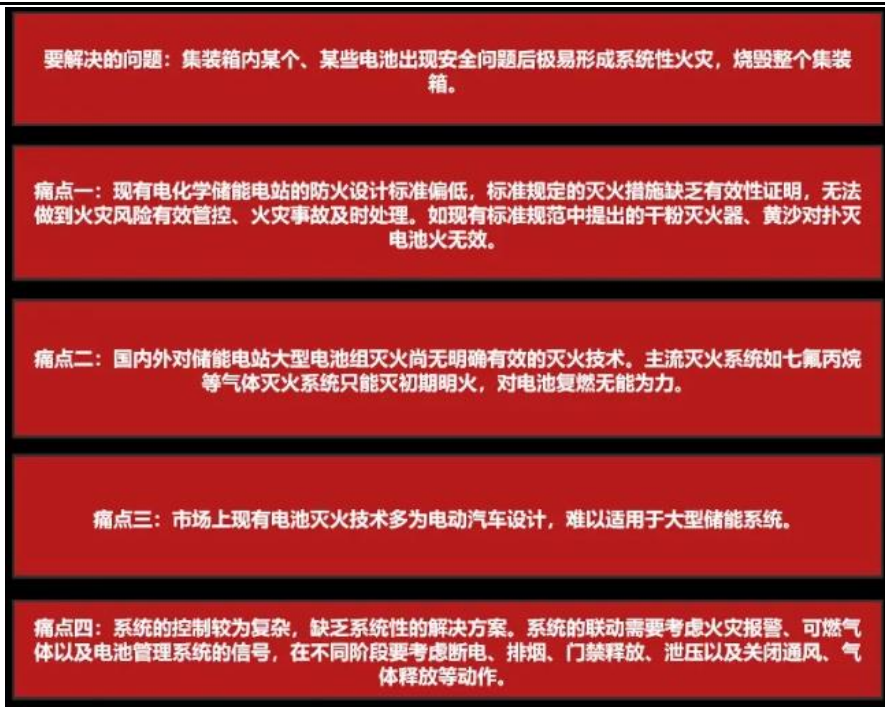 要解决的问题：集装箱内某个、某些电池出现安全问题后极易形成系统性火灾，烧毁整个集装
箱。
痛点一：现有电化学储能电站的防火设计标准偏低，标准规定的灭火措施缺乏有效性证明，无法
做到火灾风险有效管控、火灾事故及时处理。如现有标准规范中提出的干粉灭火器、黄沙对扑灭
电池火无效。
痛点二：国内外对储能电站大型电池组灭火尚无明确有效的灭火技术。主流灭火系统如七氟丙烷
等气体灭火系统只能灭初期明火，对电池复燃无能为力。
痛点三：市场上现有电池灭火技术多为电动汽车设计，难以适用于大型储能系统。
痛点四：系统的控制较为复杂，缺乏系统性的解决方案。系统的联动需要考虑火灾报警、可燃气
体以及电池管理系统的信号，在不同阶段要考虑断电、排烟、门禁释放、泄压以及关闭通风、气
体释放等动作。